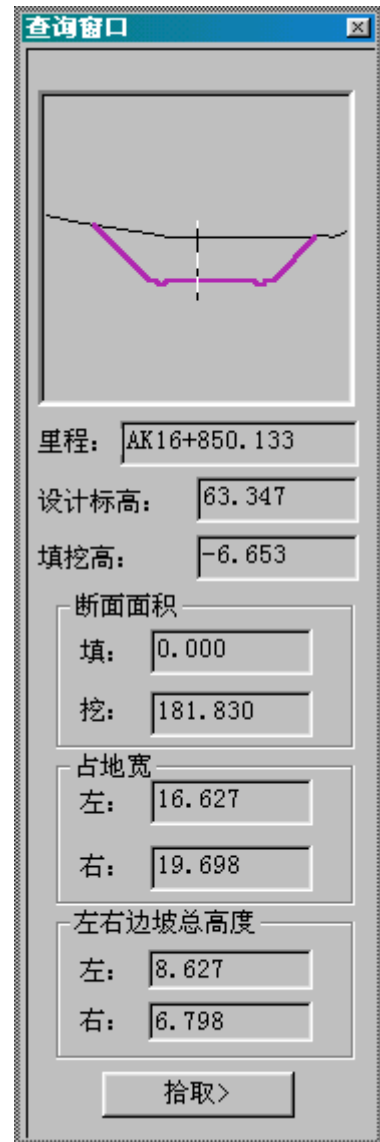 查询窗口
里程： AK16+850.133
设计标高： 63.347
填挖高： -6.653
断面面积
填： 0.000
挖： 181.830
占地宽
左： 16.627
右： 19.698
左右边坡总高度
左： 8.627
右： 6.798
拾取>